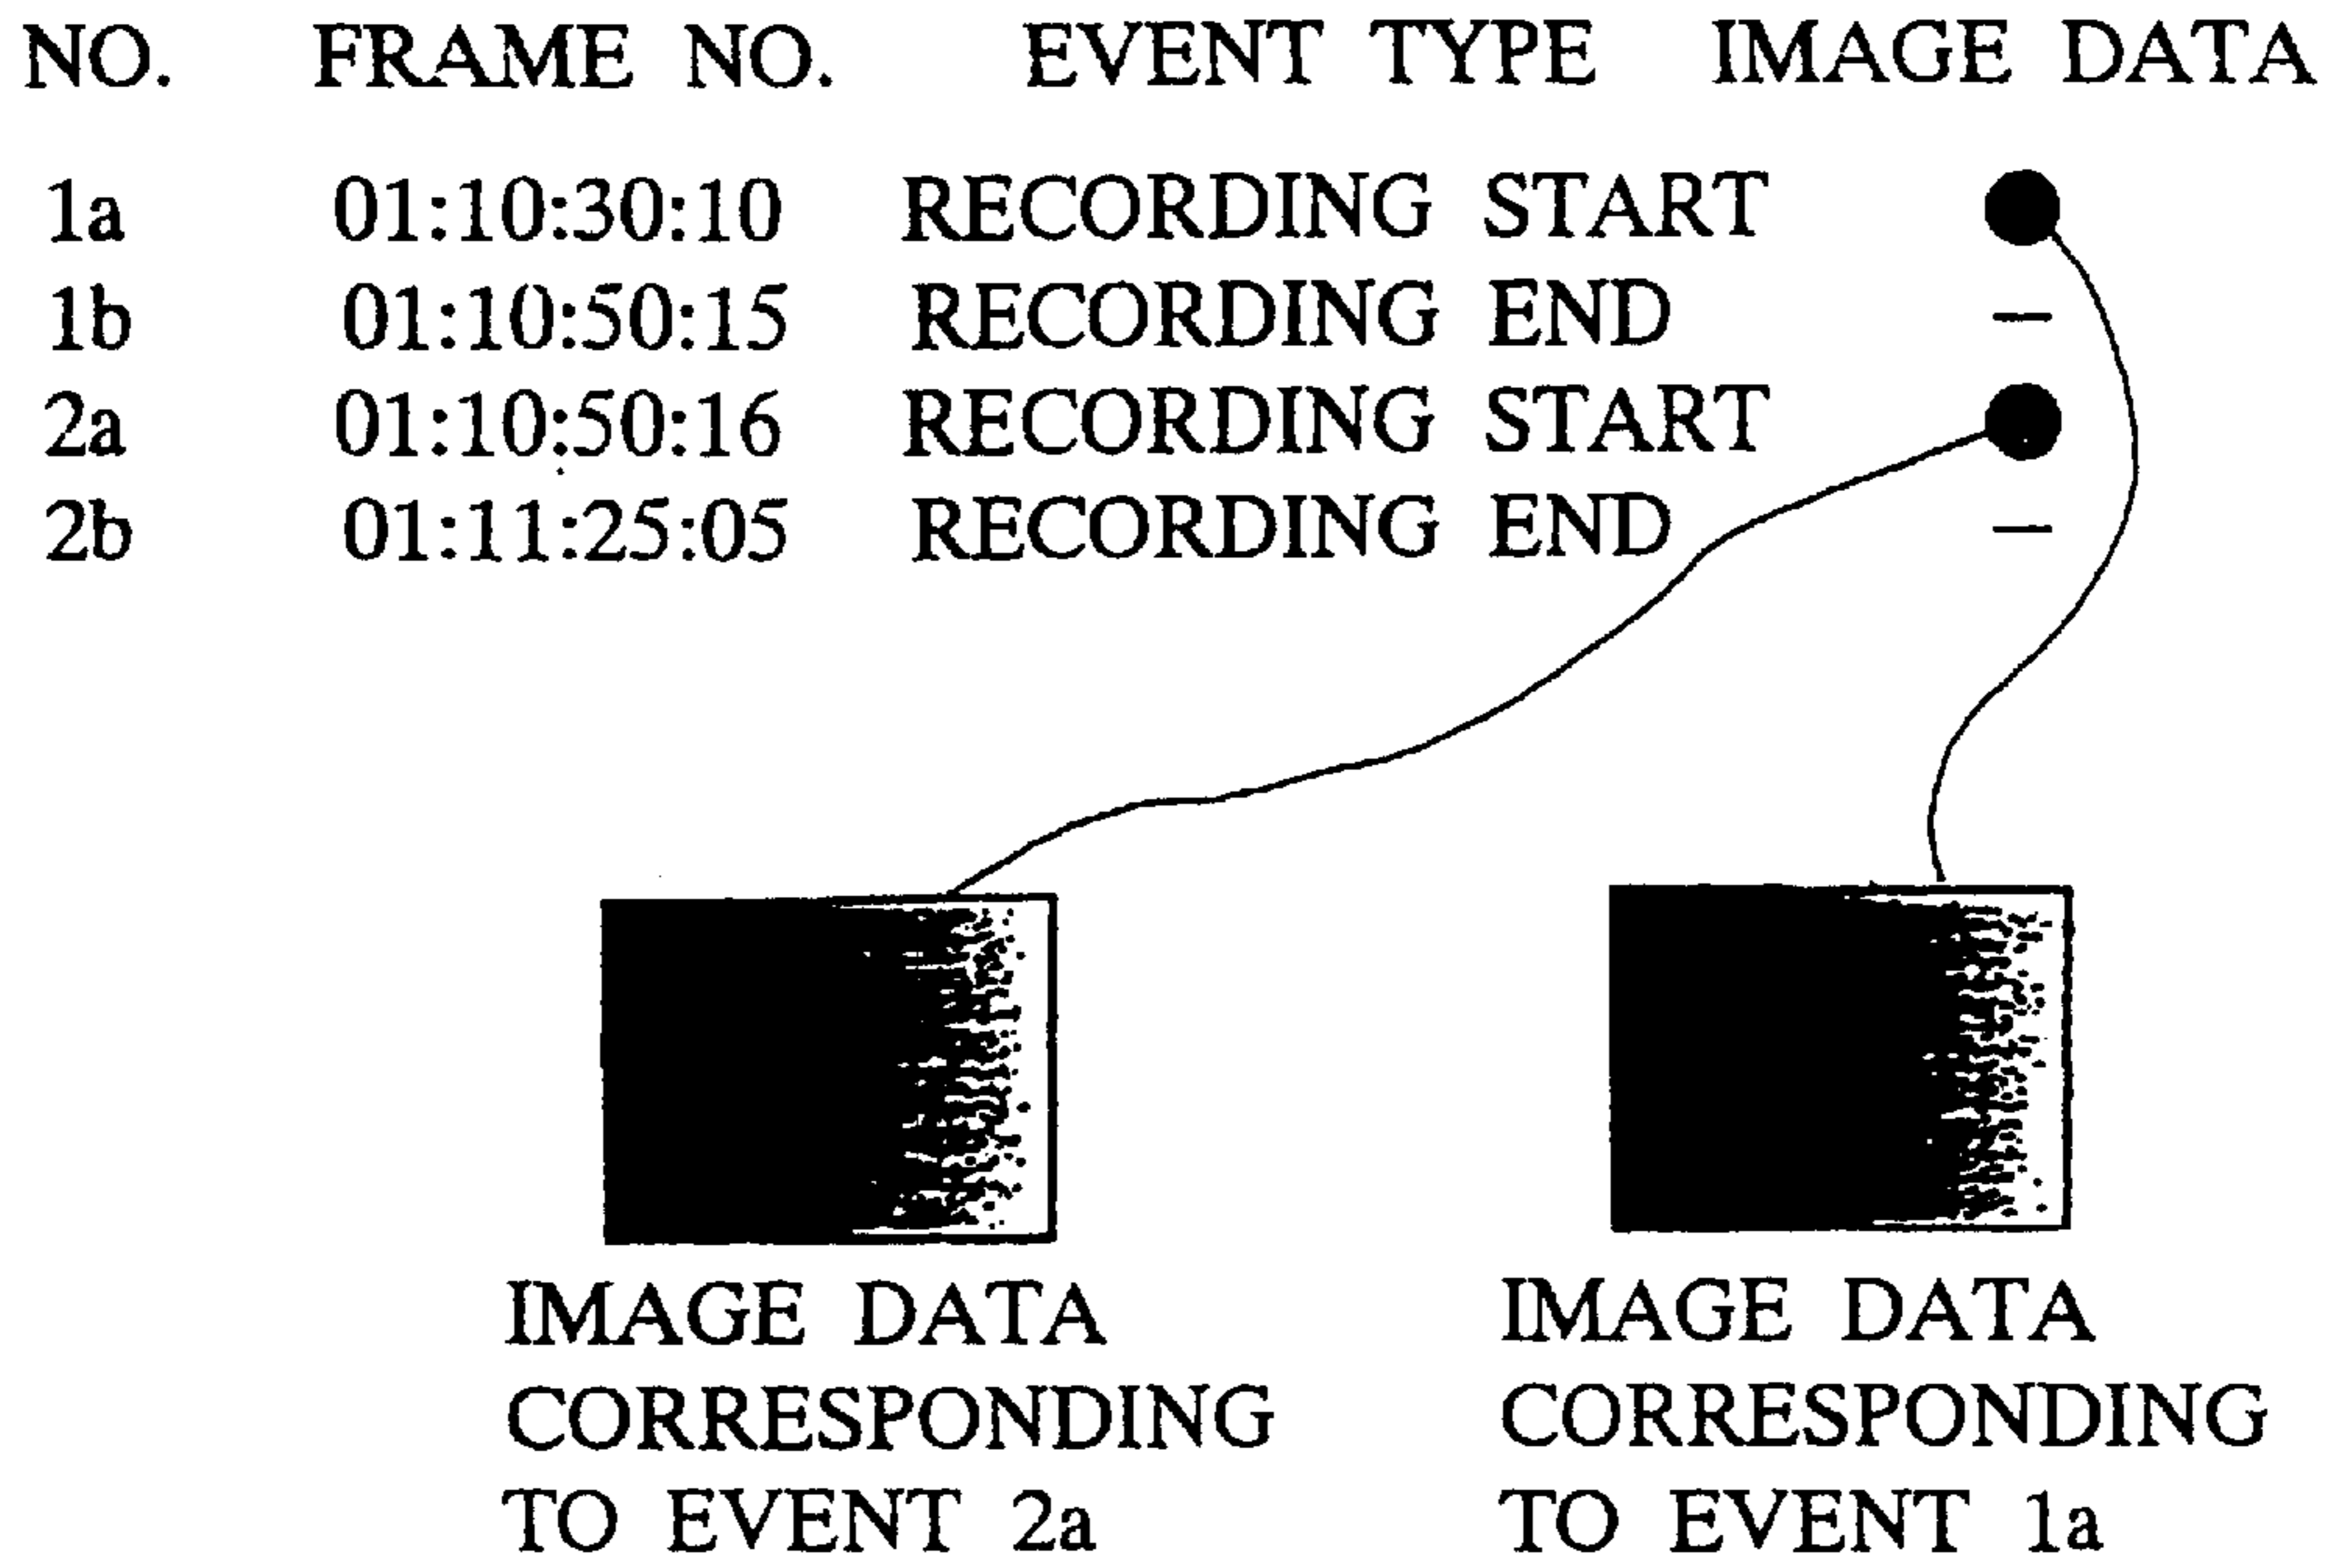 NO. FRAME NO. EVENT TYPE IMAGE DATA
1a 01:10:30:10 RECORDING START
1b 01:10:50:15 RECORDING END –
2a 01:10:50:16 RECORDING START
2b 01:11:25:05 RECORDING END –
IMAGE DATA
CORRESPONDING
TO EVENT 2a
IMAGE DATA
CORRESPONDING
TO EVENT 1a